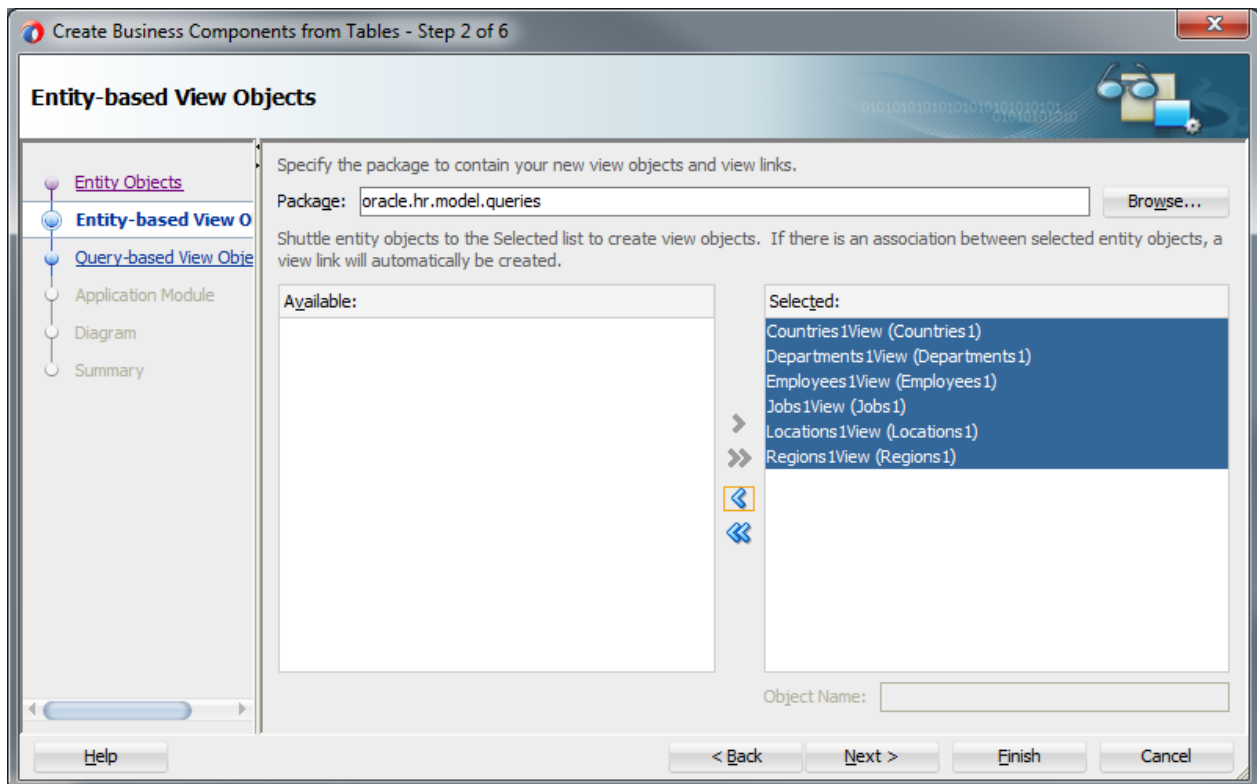 Create Business Components from Tables - Step 2 of 6
Entity-based View Objects
Entity Objects
Entity-based View O
Query-based View Obje
Application Module
Diagram
Summary
Specify the package to contain your new view objects and view links.
Package: oracle.hr.model.queries Browse...
Shuttle entity objects to the Selected list to create view objects. If there is an association between selected entity objects, a
view link will automatically be created.
Available:
Selected:
Countries1View (Countries1)
Departments1View (Departments1)
Employees1View (Employees1)
Jobs1View (Jobs1)
Locations1View (Locations1)
Regions1View (Regions1)
Object Name:
Help < Back Next > Finish Cancel